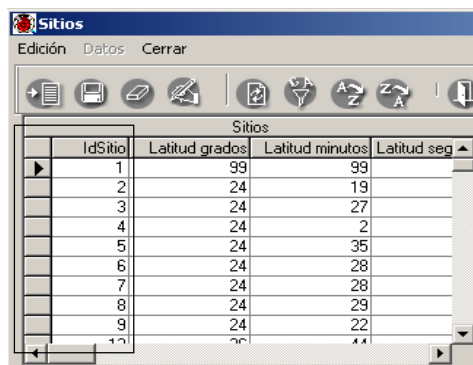 Sitios
Edición Datos Cerrar
A Z Z A
Sitios
IdSitio Latitud grados Latitud minutos Latitud seg
1 99 99
2 24 19
3 24 27
4 24 2
5 24 35
6 24 28
7 24 28
8 24 29
9 24 22